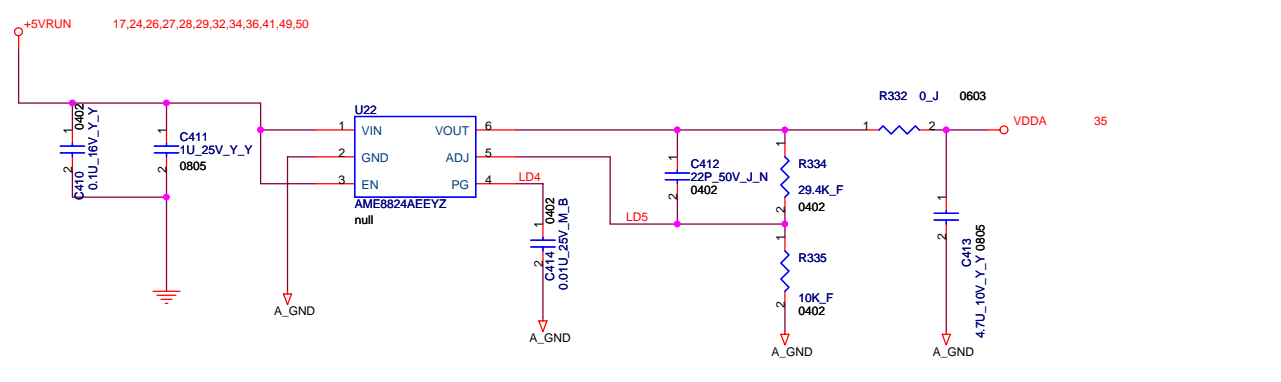 +5VRUN 17,24,26,27,28,29,32,34,36,41,49,50
R332 0_J 0603
1 2
VDDA 35
U22
1 VIN VOUT 6
2 GND ADJ 5
3 EN PG 4
AME8824AEEYZ
null
1
2
C410
0.1U_16V_Y_Y
0402
1
2
C411
1U_25V_Y_Y
0805
LD4
LD5
1
2
C412
22P_50V_J_N
0402
1
2
R334
29.4K_F
0402
1
2
C414
0.01U_25V_M_B
0402
1
2
R335
10K_F
0402
1
2
C413
4.7U_10V_Y_Y 0805
A_GND
A_GND
A_GND
A_GND